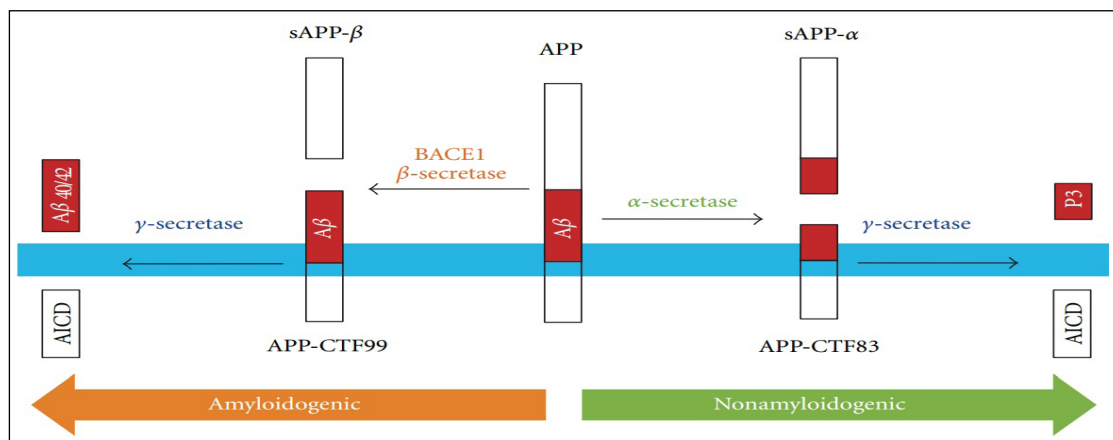 sAPP-β
APP
sAPP-α
BACE1
β-secretase
α-secretase
Aβ 40/42
γ-secretase
Aβ
Aβ
γ-secretase
P3
AICD
APP-CTF99
APP-CTF83
AICD
Amyloidogenic
Nonamyloidogenic